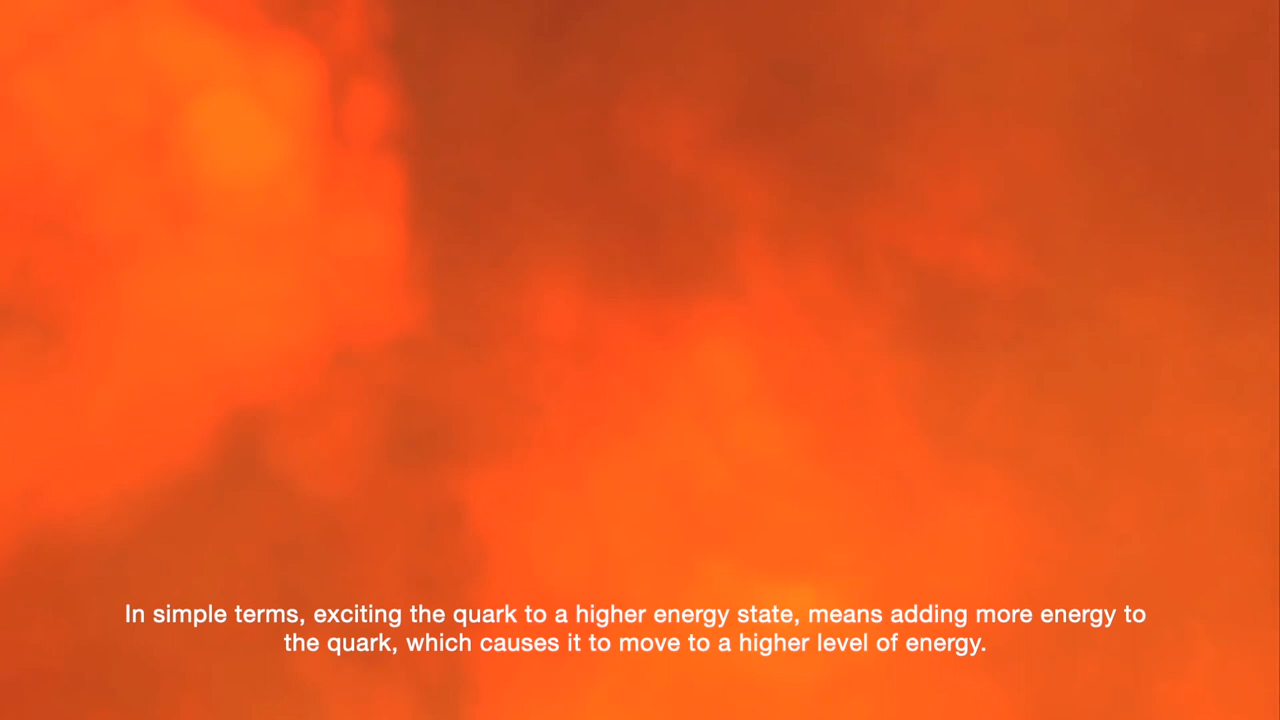 In simple terms, exciting the quark to a higher energy state, means adding more energy to
the quark, which causes it to move to a higher level of energy.